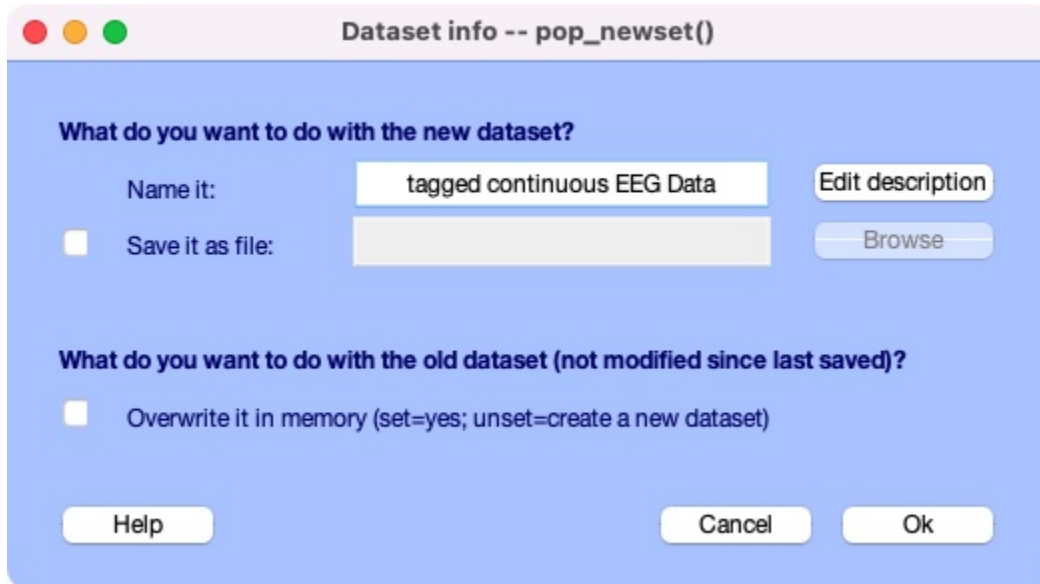 Dataset info -- pop_newset()
What do you want to do with the new dataset?
Name it: tagged continuous EEG Data Edit description
Save it as file: Browse
What do you want to do with the old dataset (not modified since last saved)?
Overwrite it in memory (set=yes; unset=create a new dataset)
Help Cancel Ok